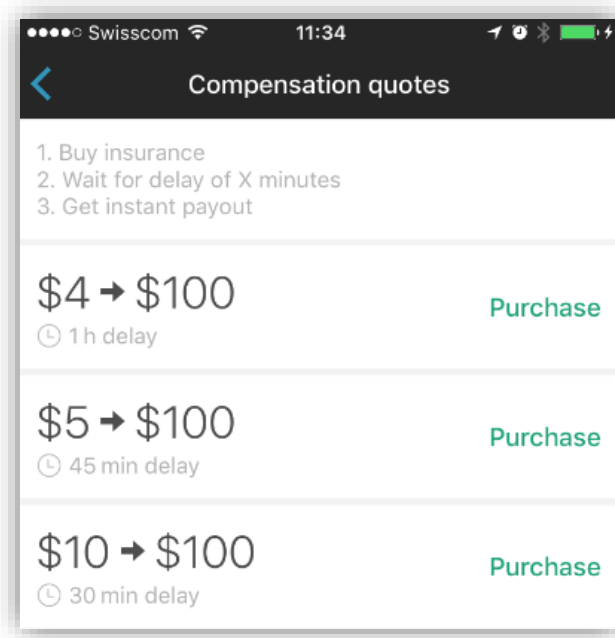 Swisscom 11:34
Compensation quotes
1. Buy insurance
2. Wait for delay of X minutes
3. Get instant payout
$4 → $100
Purchase
1 h delay
$5 → $100
Purchase
45 min delay
$10 → $100
Purchase
30 min delay